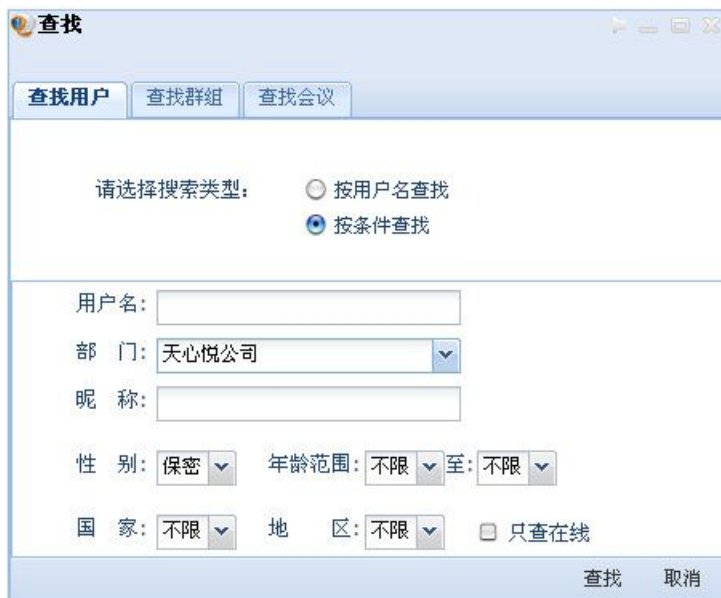 查找
查找用户 查找群组 查找会议
请选择搜索类型: 按用户名查找
按条件查找
用户名:
部 门: 天心悦公司
昵 称:
性 别: 保密 年龄范围: 不限 至: 不限
国 家: 不限 地 区: 不限 只查在线
查找 取消